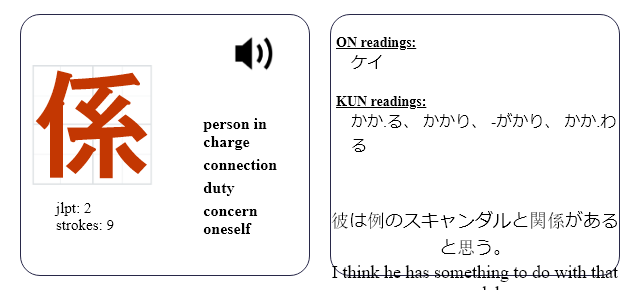 係
person in
charge
connection
duty
concern
oneself
jlpt: 2
strokes: 9
ON readings:
ケイ
KUN readings:
かか.る、 かかり、 -がかり、 かか.わ
る
彼は例のスキャンダルと関係がある
と思う。
I think he has something to do with that